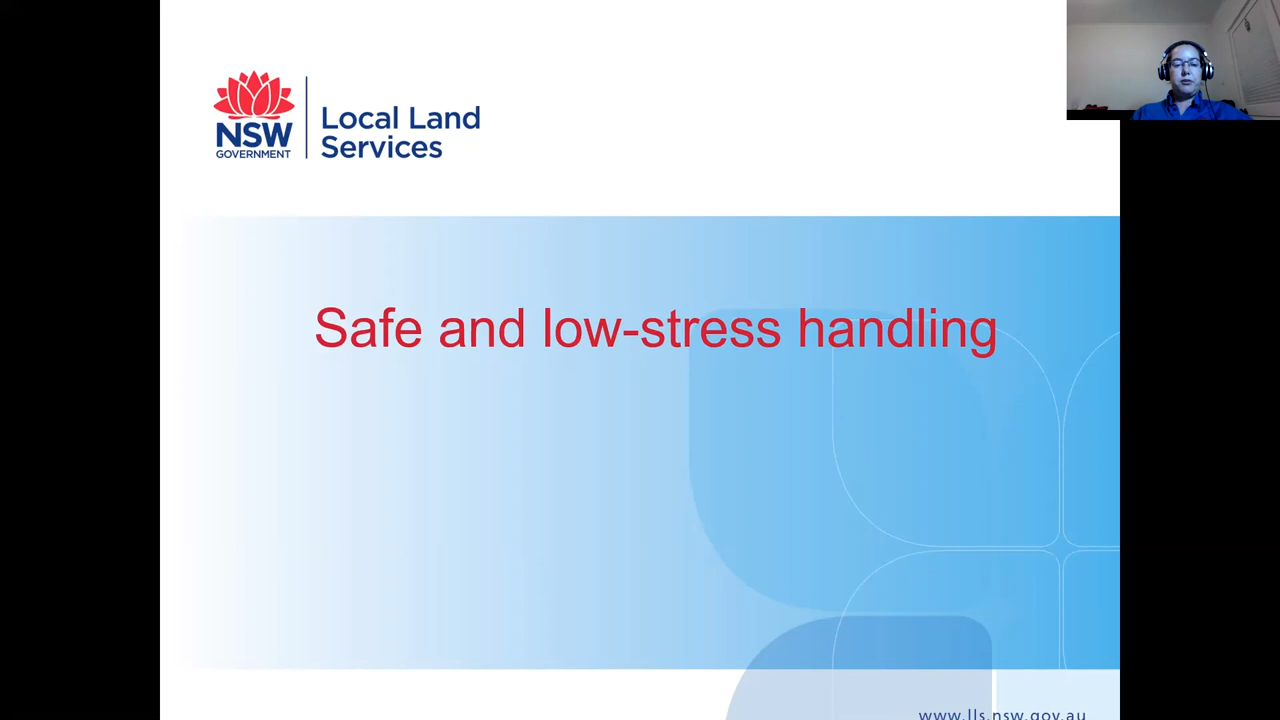 NSW
GOVERNMENT
Local Land
Services
Safe and low-stress handling
www.lls.nsw.gov.au